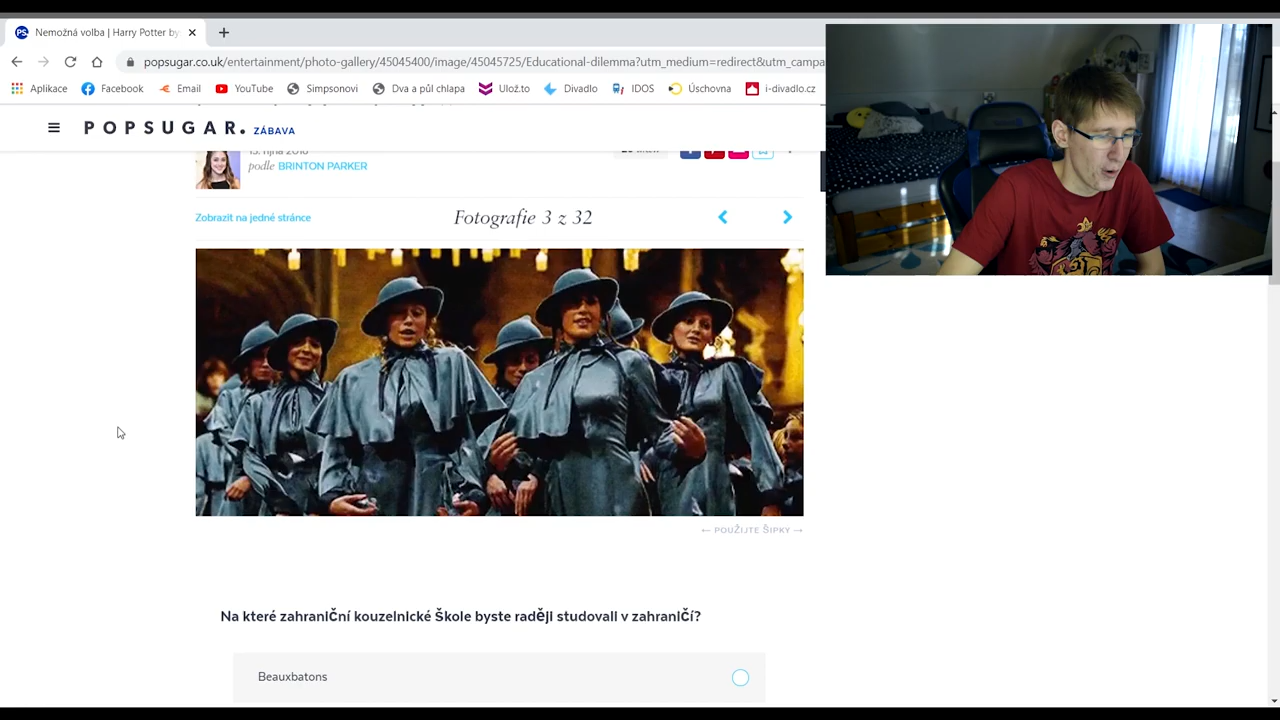 Nemožná volba | Harry Potter by
popsugar.co.uk/entertainment/photo-gallery/45045400/image/45045725/Educational-dilemma?utm_medium=redirect&utm_campa
Aplikace Facebook Email YouTube Simpsonovi Dva a půl chlapa Ulož.to Divadlo IDOS Úschovna i-divadlo.cz
POPSUGAR. ZÁBAVA
podle BRINTON PARKER
Zobrazit na jedné stránce
Fotografie 3 z 32
← POUŽIJTE ŠIPKY →
Na které zahraniční kouzelnické škole byste raději studovali v zahraničí?
Beauxbatons